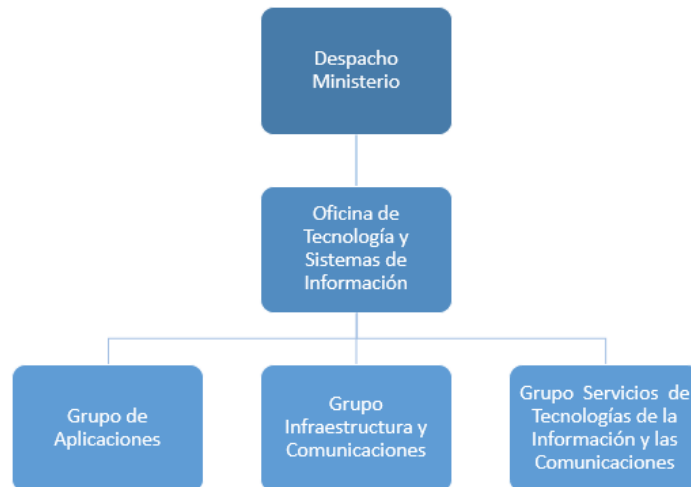 Despacho
Ministerio
Oficina de
Tecnología y
Sistemas de
Información
Grupo de
Aplicaciones
Grupo
Infraestructura y
Comunicaciones
Grupo Servicios de
Tecnologías de la
Información y las
Comunicaciones